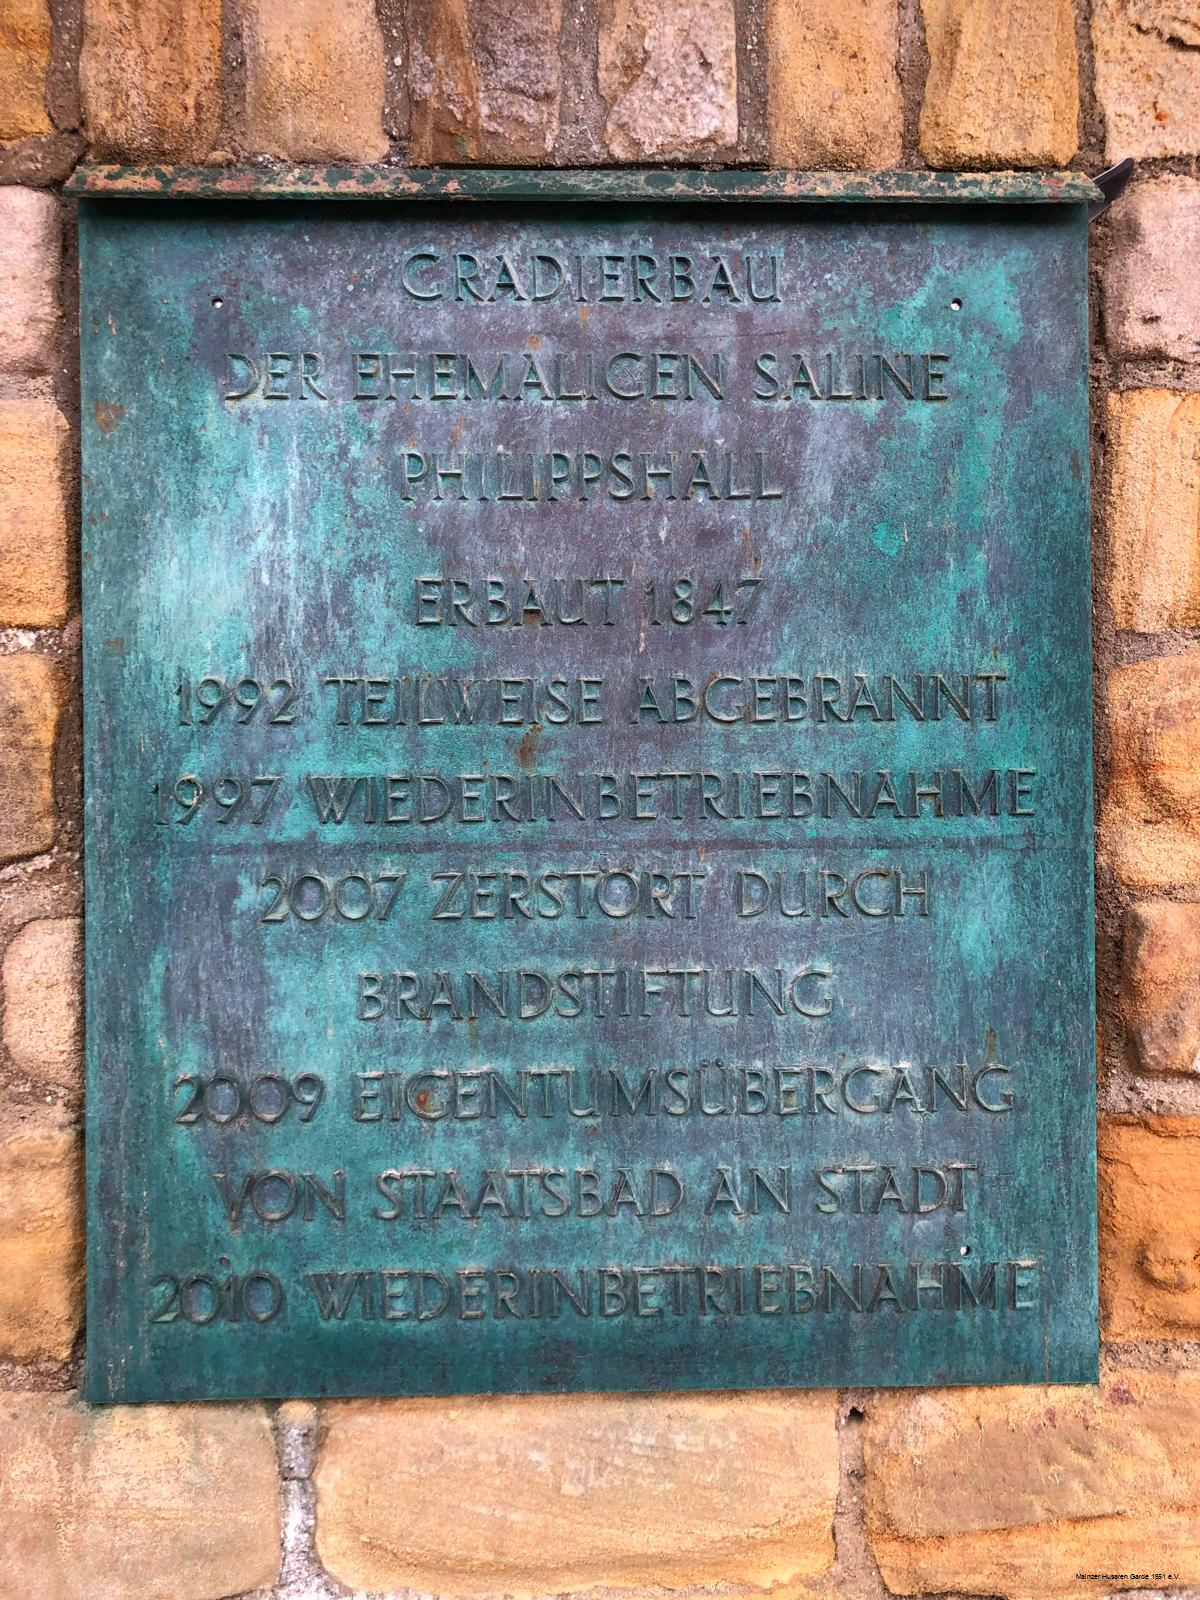 GRADIERBAU
DER EHEMALIGEN SALINE
PHILIPPSHALL
ERBAUT 1847
1992 TEILWEISE ABGEBRANNT
1997 WIEDERINBETRIEBNAHME
2007 ZERSTÖRT DURCH
BRANDSTIFTUNG
2009 EIGENTUMSÜBERGANG
VON STAATSBAD AN STADT
2010 WIEDERINBETRIEBNAHME
Mainzer Husaren Garde 1551 e.V.